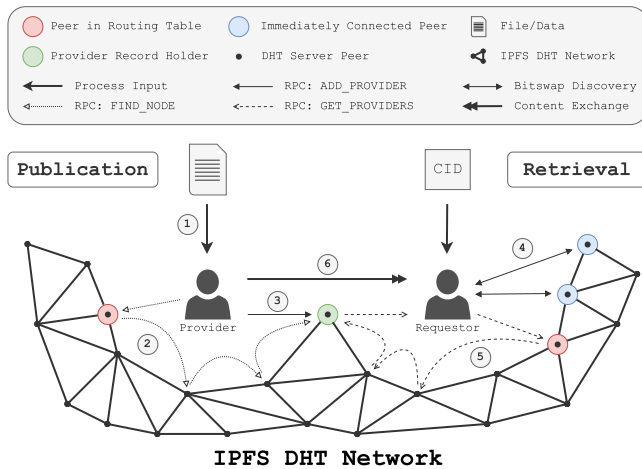 Peer in Routing Table
Immediately Connected Peer
File/Data
Provider Record Holder
DHT Server Peer
IPFS DHT Network
Process Input
RPC: ADD_PROVIDER
Bitswap Discovery
RPC: FIND_NODE
RPC: GET_PROVIDERS
Content Exchange
Publication
CID
Retrieval
1
4
6
3
Provider
Requestor
2
5
IPFS DHT Network